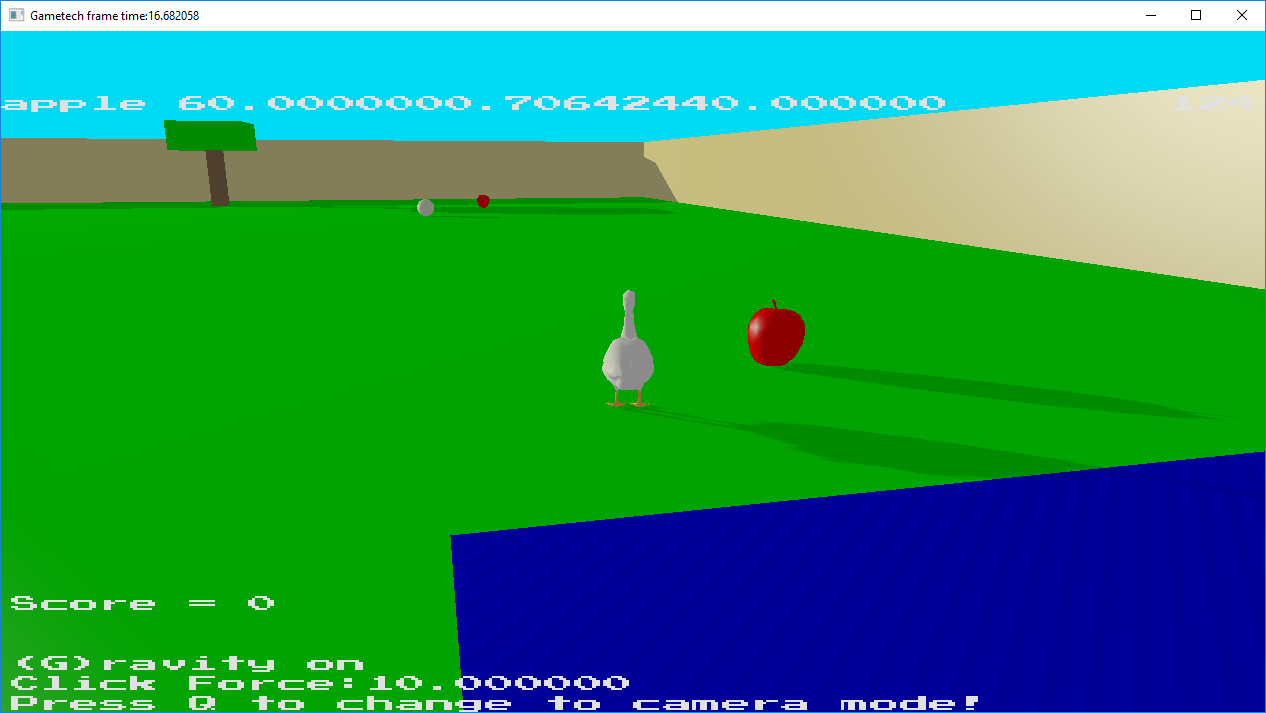 Gametech frame time:16.682058
apple 60.0000000.70642440.000000 124
Score = 0
(G)ravity on
Click Force:10.000000
Press Q to change to camera mode!